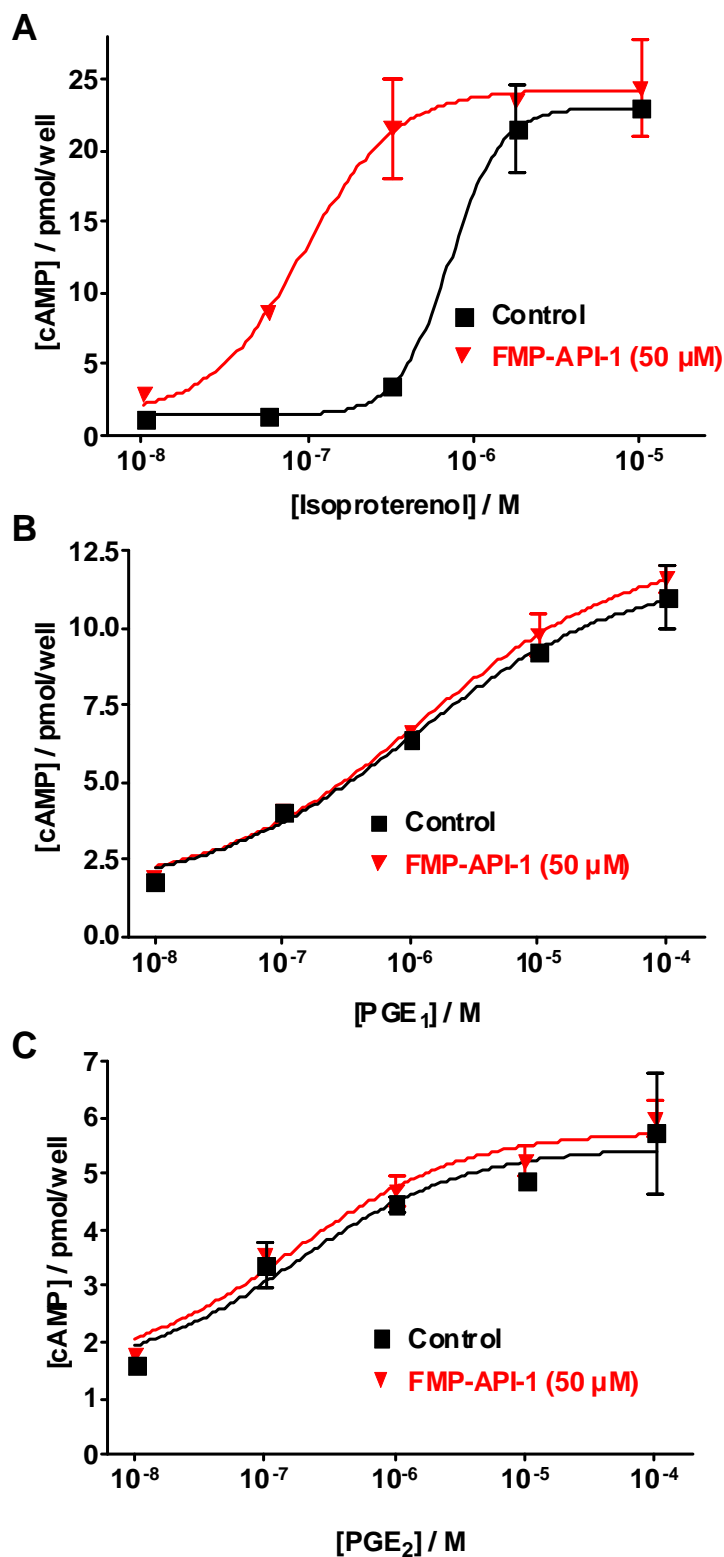 A
[cAMP] / pmol/well
25
20
15
10
5
0
Control
FMP-API-1 (50 µM)
10-8
10-7
10-6
10-5
[Isoproterenol] / M
B
[cAMP] / pmol/well
12.5
10.0
7.5
5.0
2.5
0.0
Control
FMP-API-1 (50 µM)
10-8
10-7
10-6
10-5
10-4
[PGE1] / M
C
[cAMP] / pmol/well
7
6
5
4
3
2
1
0
Control
FMP-API-1 (50 µM)
10-8
10-7
10-6
10-5
10-4
[PGE2] / M